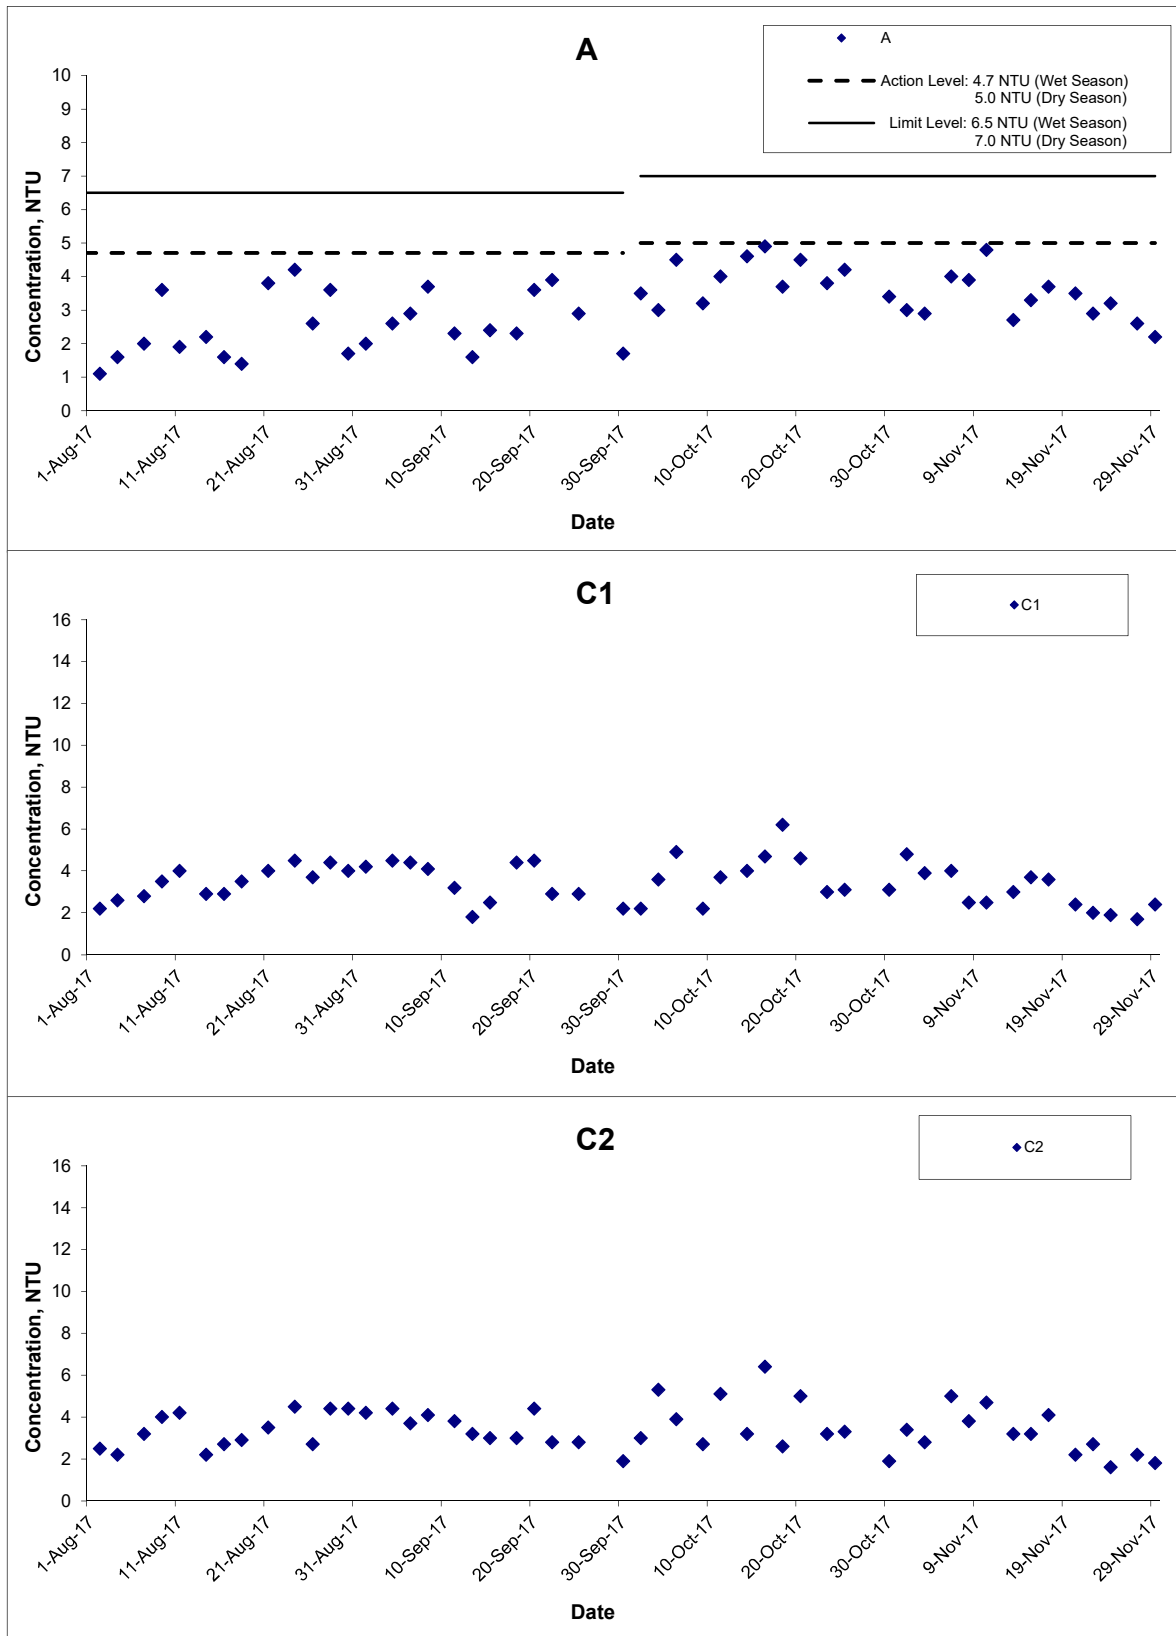 A
A
Action Level: 4.7 NTU (Wet Season)
5.0 NTU (Dry Season)
Limit Level: 6.5 NTU (Wet Season)
7.0 NTU (Dry Season)
Concentration, NTU
10
9
8
7
6
5
4
3
2
1
0
1-Aug-17
11-Aug-17
21-Aug-17
31-Aug-17
10-Sep-17
20-Sep-17
30-Sep-17
10-Oct-17
20-Oct-17
30-Oct-17
9-Nov-17
19-Nov-17
29-Nov-17
Date
C1
C1
Concentration, NTU
16
14
12
10
8
6
4
2
0
1-Aug-17
11-Aug-17
21-Aug-17
31-Aug-17
10-Sep-17
20-Sep-17
30-Sep-17
10-Oct-17
20-Oct-17
30-Oct-17
9-Nov-17
19-Nov-17
29-Nov-17
Date
C2
C2
Concentration, NTU
16
14
12
10
8
6
4
2
0
1-Aug-17
11-Aug-17
21-Aug-17
31-Aug-17
10-Sep-17
20-Sep-17
30-Sep-17
10-Oct-17
20-Oct-17
30-Oct-17
9-Nov-17
19-Nov-17
29-Nov-17
Date